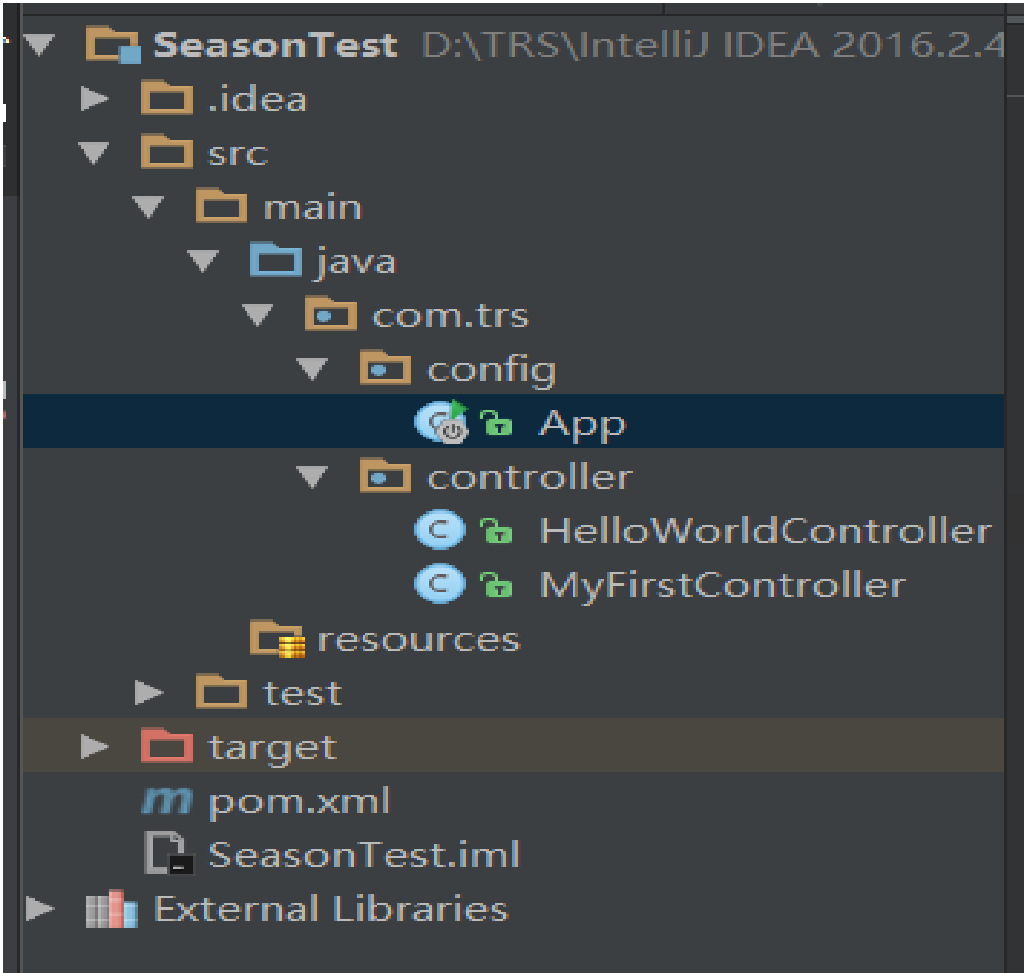 SeasonTest D:\TRS\IntelliJ IDEA 2016.2.4
.idea
src
main
java
com.trs
config
App
controller
HelloWorldController
MyFirstController
resources
test
target
pom.xml
SeasonTest.iml
External Libraries